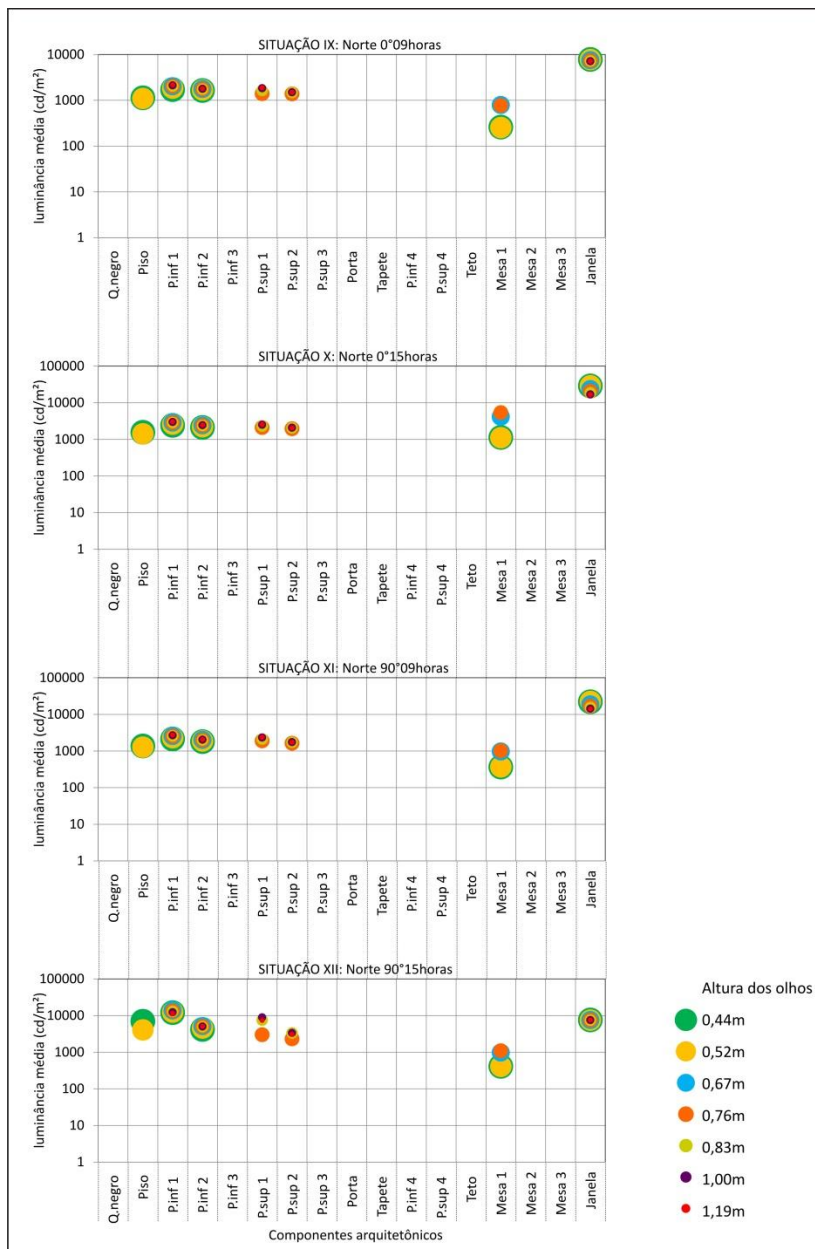 SITUAÇÃO IX: Norte 0°09horas
luminância média (cd/m²)
10000
1000
100
10
1
Q.negro
Piso
P.inf 1
P.inf 2
P.inf 3
P.sup 1
P.sup 2
P.sup 3
Porta
Tapete
P.inf 4
P.sup 4
Teto
Mesa 1
Mesa 2
Mesa 3
Janela
SITUAÇÃO X: Norte 0°15horas
luminância média (cd/m²)
100000
10000
1000
100
10
1
Q.negro
Piso
P.inf 1
P.inf 2
P.inf 3
P.sup 1
P.sup 2
P.sup 3
Porta
Tapete
P.inf 4
P.sup 4
Teto
Mesa 1
Mesa 2
Mesa 3
Janela
SITUAÇÃO XI: Norte 90°09horas
luminância média (cd/m²)
100000
10000
1000
100
10
1
Q.negro
Piso
P.inf 1
P.inf 2
P.inf 3
P.sup 1
P.sup 2
P.sup 3
Porta
Tapete
P.inf 4
P.sup 4
Teto
Mesa 1
Mesa 2
Mesa 3
Janela
SITUAÇÃO XII: Norte 90°15horas
luminância média (cd/m²)
100000
10000
1000
100
10
1
Q.negro
Piso
P.inf 1
P.inf 2
P.inf 3
P.sup 1
P.sup 2
P.sup 3
Porta
Tapete
P.inf 4
P.sup 4
Teto
Mesa 1
Mesa 2
Mesa 3
Janela
Componentes arquitetônicos
Altura dos olhos
0,44m
0,52m
0,67m
0,76m
0,83m
1,00m
1,19m